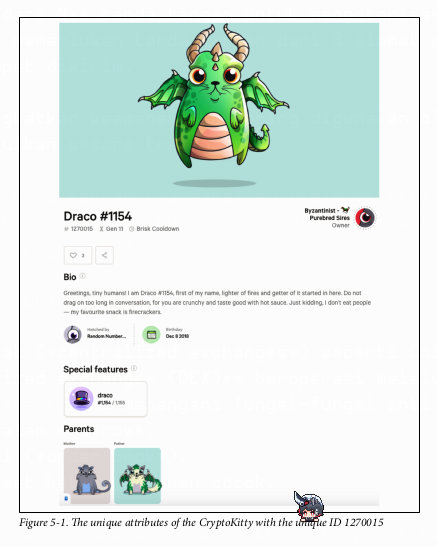 Draco #1154
1270015 Gen 11 Brisk Cooldown
Byzantinist -
Purebred Sires
Owner
3
Bio
Greetings, tiny humans! I am Draco #1154, first of my name, lighter of fires and getter of it started in here. Do not
drag on too long in conversation, for you are crunchy and taste good with hot sauce. Just kidding, I don't eat people
— my favourite snack is firecrackers.
Hatched by
Random Number...
Birthday
Dec 8 2018
Special features
draco
#1,154 / 1,155
Parents
Mother
Father
Figure 5-1. The unique attributes of the CryptoKitty with the unique ID 1270015